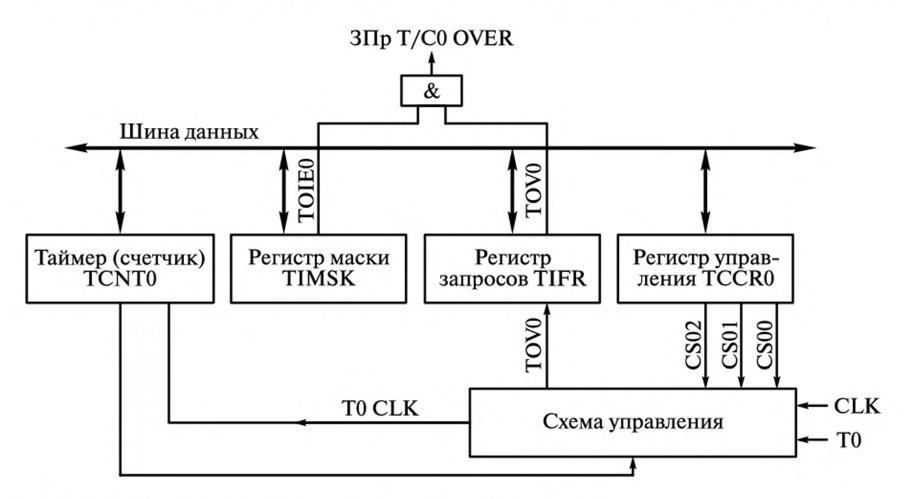 ЗПр Т/С0 OVER
&
Шина данных
TOIE0
TOV0
Таймер (счетчик)
TCNT0
Регистр маски
TIMSK
Регистр
запросов TIFR
Регистр управ-
ления TCCR0
TOV0
CS02
CS01
CS00
T0 CLK
Схема управления
CLK
T0